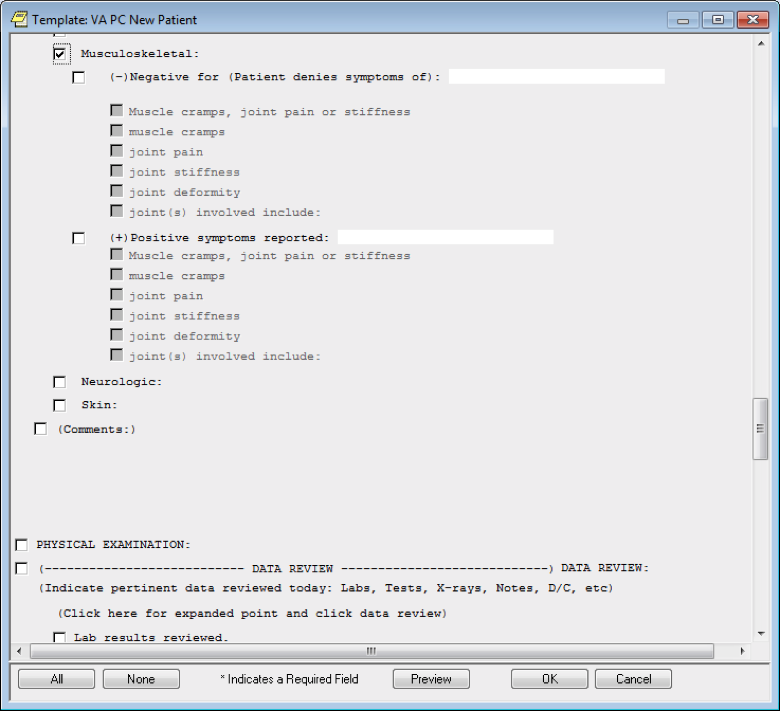 Template: VA PC New Patient
Musculoskeletal:
(-)Negative for (Patient denies symptoms of):
Muscle cramps, joint pain or stiffness
muscle cramps
joint pain
joint stiffness
joint deformity
joint(s) involved include:
(+)Positive symptoms reported:
Muscle cramps, joint pain or stiffness
muscle cramps
joint pain
joint stiffness
joint deformity
joint(s) involved include:
Neurologic:
Skin:
(Comments:)
PHYSICAL EXAMINATION:
(--------------------------- DATA REVIEW ----------------------------) DATA REVIEW:
(Indicate pertinent data reviewed today: Labs, Tests, X-rays, Notes, D/C, etc)
(Click here for expanded point and click data review)
Lab results reviewed.
All None * Indicates a Required Field Preview OK Cancel